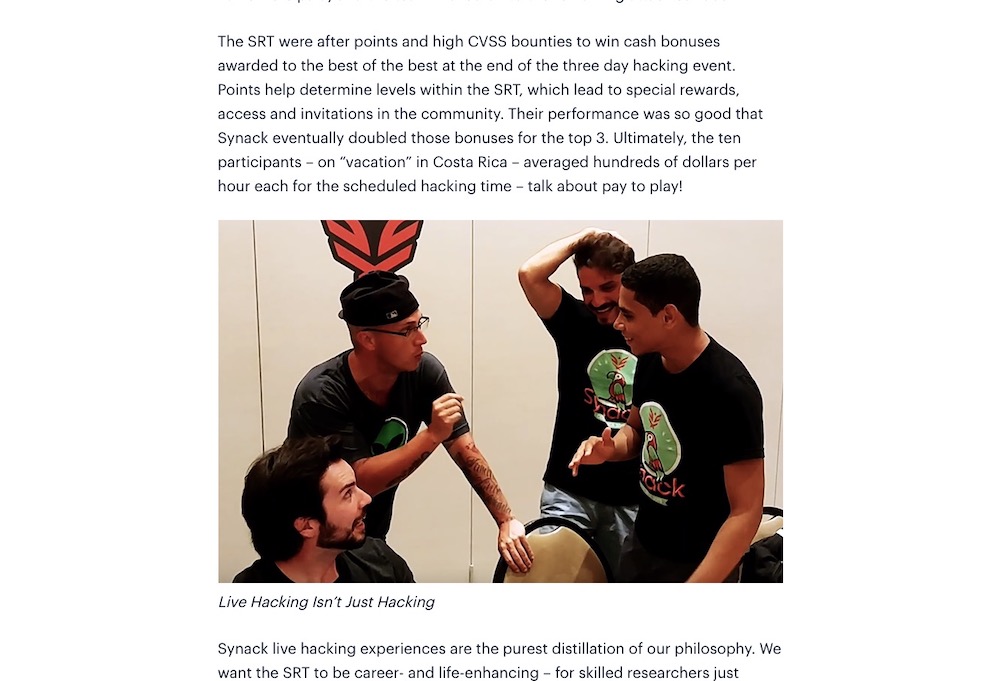 The SRT were after points and high CVSS bounties to win cash bonuses
awarded to the best of the best at the end of the three day hacking event.
Points help determine levels within the SRT, which lead to special rewards,
access and invitations in the community. Their performance was so good that
Synack eventually doubled those bonuses for the top 3. Ultimately, the ten
participants – on “vacation” in Costa Rica – averaged hundreds of dollars per
hour each for the scheduled hacking time – talk about pay to play!
Live Hacking Isn’t Just Hacking
Synack live hacking experiences are the purest distillation of our philosophy. We
want the SRT to be career- and life-enhancing – for skilled researchers just